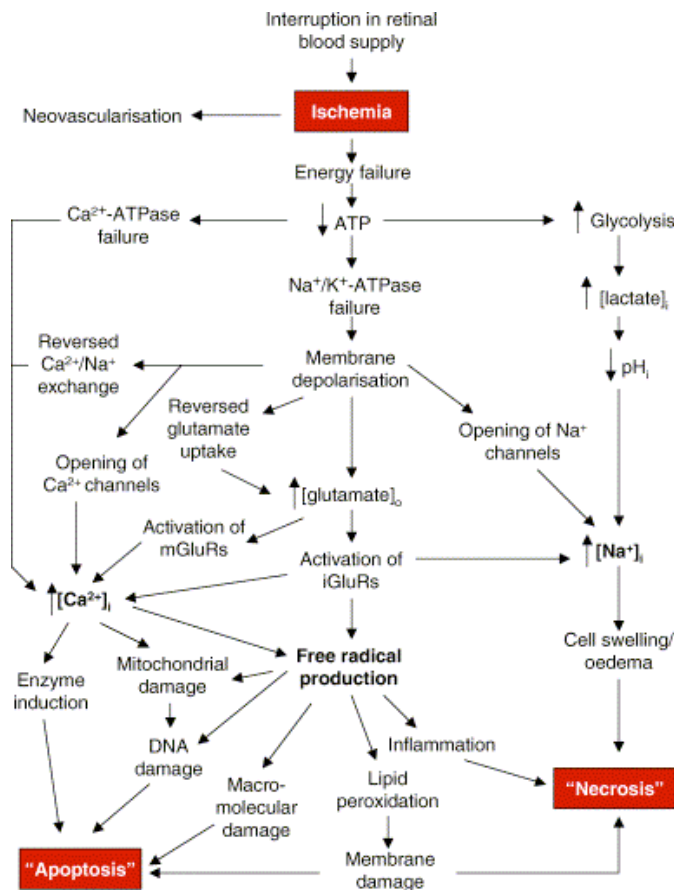 Interruption in retinal
blood supply
Ischemia
Neovascularisation
Energy failure
Ca²⁺-ATPase
failure
↓ ATP
↑ Glycolysis
Na⁺/K⁺-ATPase
failure
↑ [lactate]ᵢ
Reversed
Ca²⁺/Na⁺
exchange
Membrane
depolarisation
↓ pHᵢ
Reversed
glutamate
uptake
Opening of Na⁺
channels
Opening of
Ca²⁺ channels
↑ [glutamate]ₒ
Activation of
mGluRs
Activation of
iGluRs
↑ [Na⁺]ᵢ
↑ [Ca²⁺]ᵢ
Cell swelling/
oedema
Mitochondrial
damage
Free radical
production
Enzyme
induction
DNA
damage
Inflammation
Macro-
molecular
damage
Lipid
peroxidation
"Necrosis"
"Apoptosis"
Membrane
damage